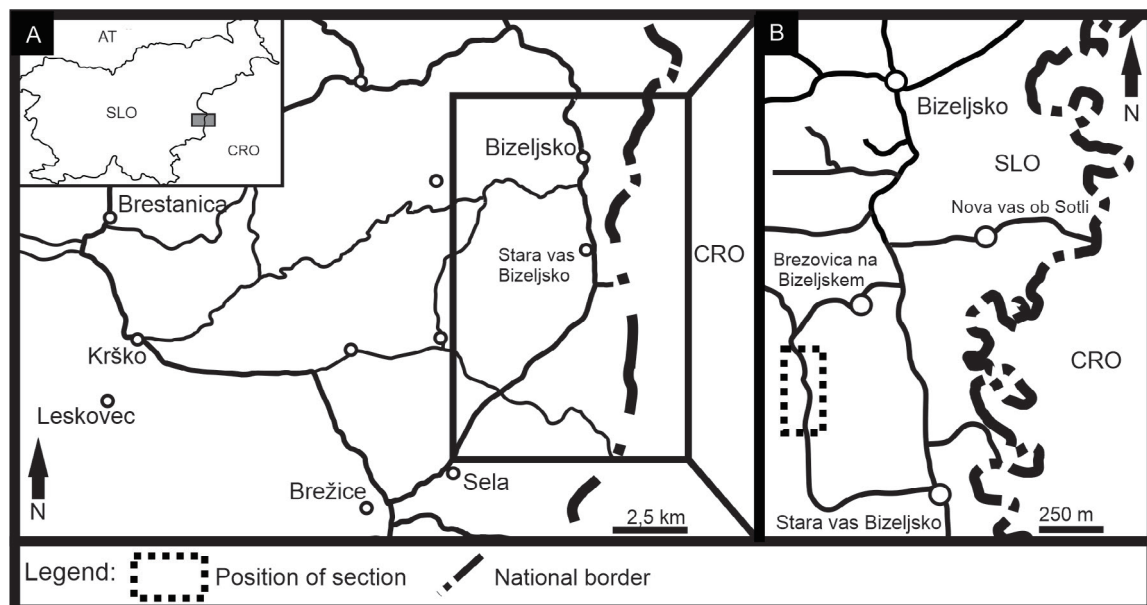 A
AT
SLO
CRO
Brestanica
Krško
Leskovec
N
Brežice
Bizeljsko
Stara vas
Bizeljsko
CRO
Sela
2,5 km
B
N
Bizeljsko
SLO
Nova vas ob Sotli
Brezovica na
Bizeljskem
CRO
Stara vas Bizeljsko
250 m
Legend:
Position of section
National border